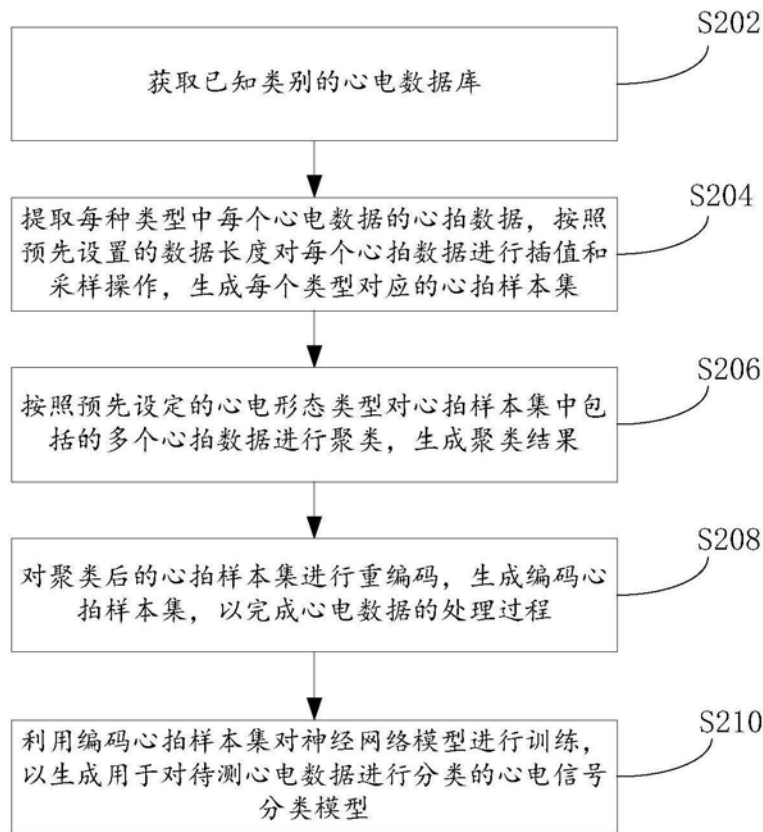 S202
获取已知类别的心电数据库
S204
提取每种类型中每个心电数据的心拍数据，按照
预先设置的数据长度对每个心拍数据进行插值和
采样操作，生成每个类型对应的心拍样本集
S206
按照预先设定的心电形态类型对心拍样本集中包
括的多个心拍数据进行聚类，生成聚类结果
S208
对聚类后的心拍样本集进行重编码，生成编码心
拍样本集，以完成心电数据的处理过程
S210
利用编码心拍样本集对神经网络模型进行训练，
以生成用于对待测心电数据进行分类的心电信号
分类模型